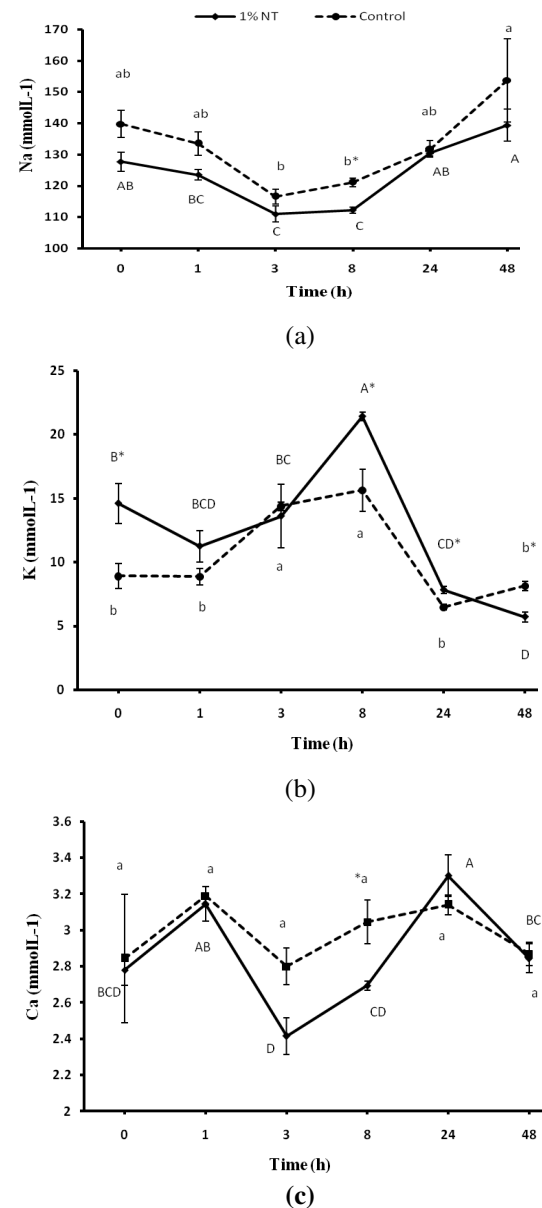 1% NT Control
170
160
150
140
130
120
110
100
Na (mmolL-1)
ab ab b b* ab a
AB BC C C AB A
0 1 3 8 24 48
Time (h)
(a)
25
20
15
10
5
0
K (mmolL-1)
B* BCD BC A* CD* b*
b b a a b D
0 1 3 8 24 48
Time (h)
(b)
3.6
3.4
3.2
3
2.8
2.6
2.4
2.2
2
Ca (mmolL-1)
a a a *a A BC
BCD AB D CD a a
0 1 3 8 24 48
Time (h)
(c)